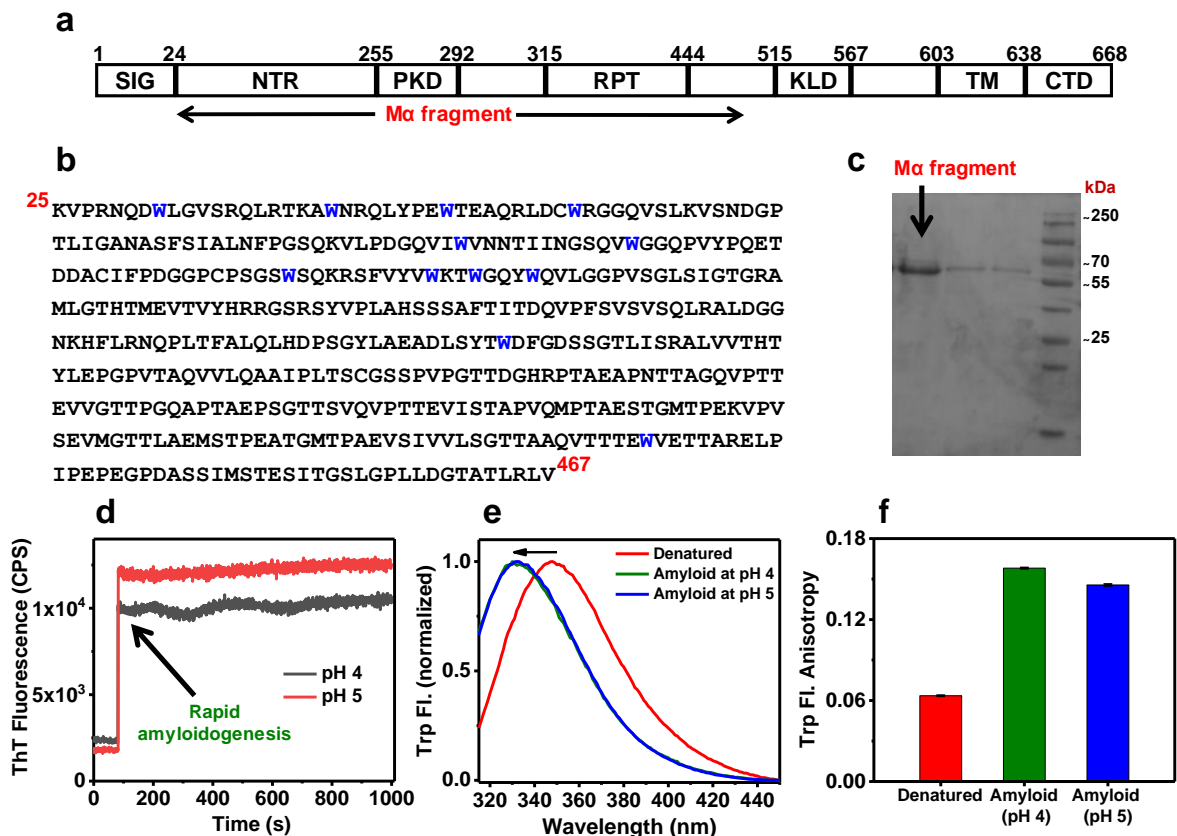 a
1 24 255 292 315 444 515 567 603 638 668
SIG NTR PKD RPT KLD TM CTD
Mα fragment
b
25 KVPRNQDWLGVSRQLRTKAWNRQLYPEWTEAQRLDCWRGGQVSLKVSNDGP
TLIGANASFSIALNFPGSQKVLPDGQVIWVNNTIINGSQVWGGQPVYPQET
DDACIFPDGGPCPSGSWSQKRSFVYVWKTWGQYWQVLGGPVSGLSIGTGRA
MLGTHTMEVTVYHRRGSRSYVPLAHSSSAFTITDQVPFSVSVSQLRALDGG
NKHFLRNQPLTFALQLHDPSGYLAEADLSYTWDFGDSSGTLISRALVVTHT
YLEPGPVTAQVVLQAAIPLTSCGSSPVPGTTDGHRPTAEAPNTTAGQVPTT
EVVGTTPGQAPTAEPSGTTSVQVPTTEVISTAPVQMPTAESTGMTPEKVPV
SEVMGTTLAEMSTPEATGMTPAEVSIVVLSGTTAAQVTTTEWVETTARELP
IPEPEGPDASSIMSTESITGSLGPLLDGTATLRLV 467
c
Mα fragment
kDa
~250
~70
~55
~25
d
ThT Fluorescence (CPS)
1×10⁴
5×10³
0
Rapid
amyloidogenesis
pH 4
pH 5
0 200 400 600 800 1000
Time (s)
e
Trp Fl. (normalized)
1.0
0.5
0.0
Denatured
Amyloid at pH 4
Amyloid at pH 5
320 360 400 440
Wavelength (nm)
f
Trp Fl. Anisotropy
0.18
0.12
0.06
0.00
Denatured Amyloid Amyloid
(pH 4) (pH 5)